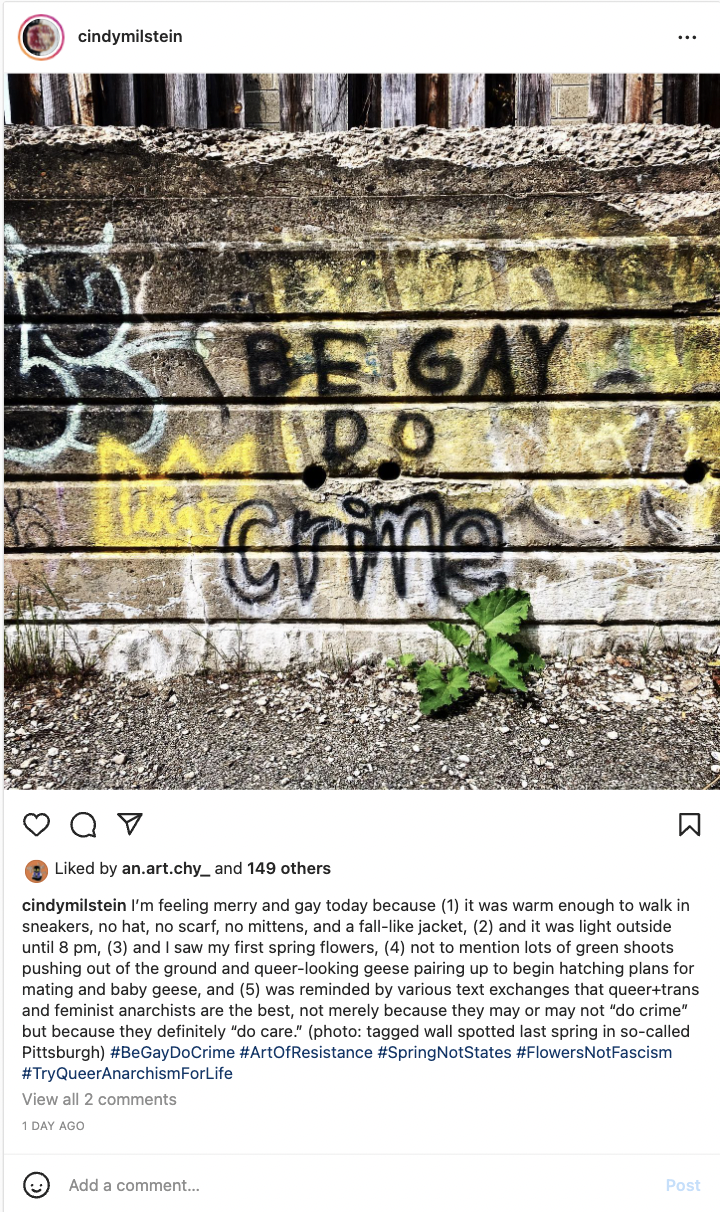 cindymilstein
BE GAY
DO
Crime
Liked by an.art.chy_ and 149 others
cindymilstein I'm feeling merry and gay today because (1) it was warm enough to walk in
sneakers, no hat, no scarf, no mittens, and a fall-like jacket, (2) and it was light outside
until 8 pm, (3) and I saw my first spring flowers, (4) not to mention lots of green shoots
pushing out of the ground and queer-looking geese pairing up to begin hatching plans for
mating and baby geese, and (5) was reminded by various text exchanges that queer+trans
and feminist anarchists are the best, not merely because they may or may not “do crime”
but because they definitely “do care.” (photo: tagged wall spotted last spring in so-called
Pittsburgh) #BeGayDoCrime #ArtOfResistance #SpringNotStates #FlowersNotFascism
#TryQueerAnarchismForLife
View all 2 comments
1 DAY AGO
Add a comment...
Post